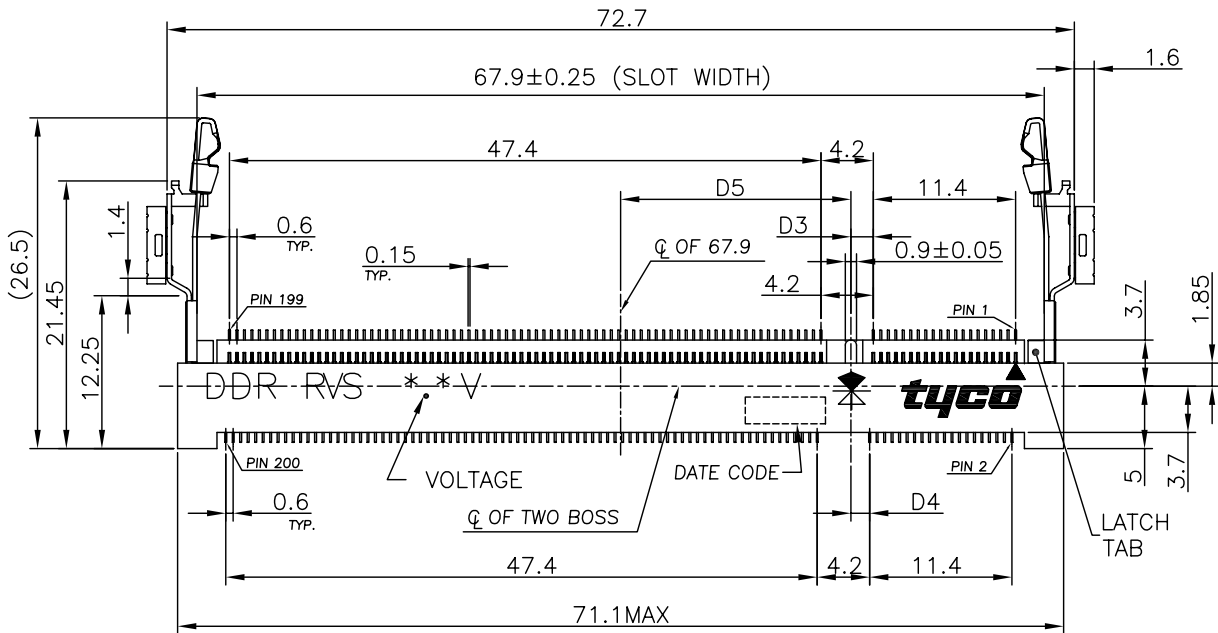 72.7
67.9±0.25 (SLOT WIDTH)
1.6
47.4
4.2
D5
11.4
1.4
0.6
TYP.
D3
℄ OF 67.9
0.9±0.05
0.15
TYP.
(26.5)
21.45
4.2
12.25
PIN 199
PIN 1
3.7
1.85
DDR RVS *.*V
tyco
PIN 200
VOLTAGE
DATE CODE
PIN 2
5
3.7
0.6
TYP.
℄ OF TWO BOSS
D4
LATCH
TAB
47.4
4.2
11.4
71.1MAX